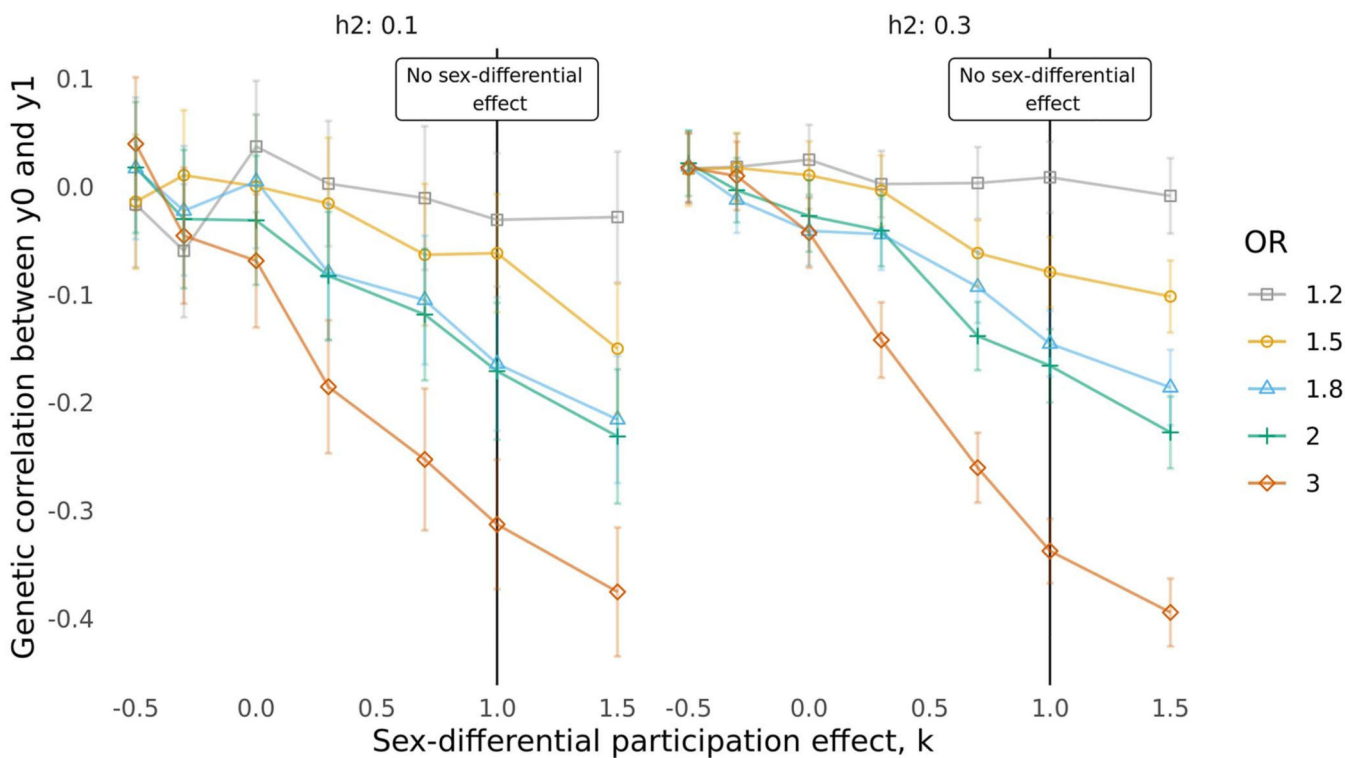 h2: 0.1
h2: 0.3
No sex-differential
effect
No sex-differential
effect
Genetic correlation between y0 and y1
0.1
0.0
-0.1
-0.2
-0.3
-0.4
-0.5 0.0 0.5 1.0 1.5
-0.5 0.0 0.5 1.0 1.5
Sex-differential participation effect, k
OR
1.2
1.5
1.8
2
3